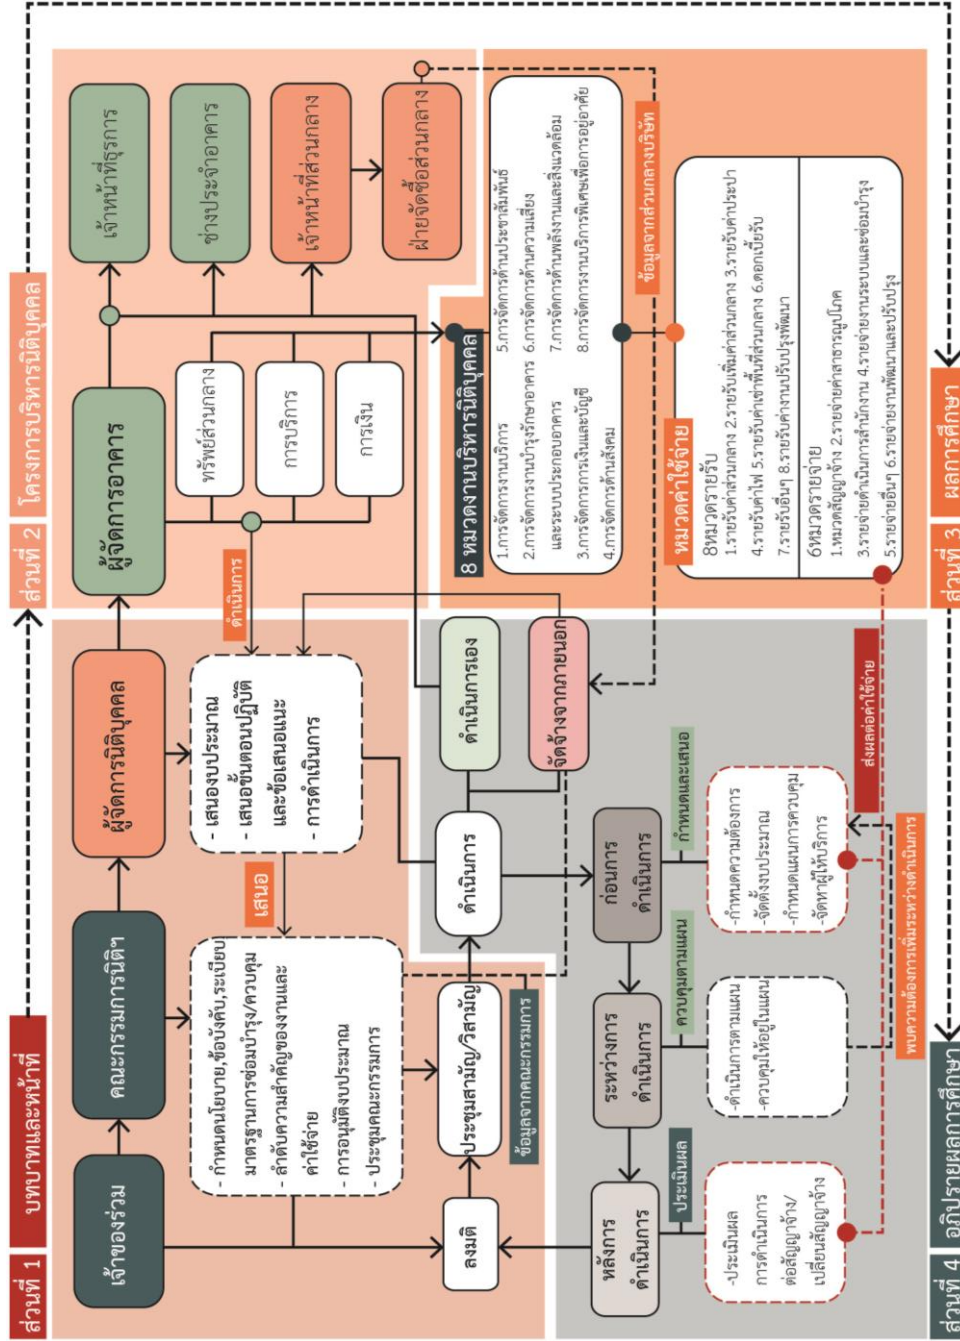 ส่วนที่ 1
บทบาทและหน้าที่
ส่วนที่ 2
โครงการบริหารนิติบุคคล
เจ้าของร่วม
คณะกรรมการนิติฯ
ผู้จัดการนิติบุคคล
ผู้จัดการอาคาร
เจ้าหน้าที่ธุรการ
ช่างประจำอาคาร
เจ้าหน้าที่ส่วนกลาง
ฝ่ายจัดซื้อส่วนกลาง
ทรัพย์ส่วนกลาง
การบริการ
การเงิน
- กำหนดนโยบาย,ข้อบังคับ,ระเบียบ
มาตรฐานการซ่อมบำรุง/ควบคุม
- ลำดับความสำคัญของงานและ
ค่าใช้จ่าย
- การอนุมัติงบประมาณ
- ประชุมคณะกรรมการ
เสนอ
- เสนองบประมาณ
- เสนอขั้นตอนปฏิบัติ
และข้อเสนอแนะ
- การดำเนินการ
ดำเนินการ
ลงมติ
ประชุมสามัญ/วิสามัญ
ข้อมูลจากคณะกรรมการ
ดำเนินการ
ดำเนินการเอง
จัดจ้างจากภายนอก
8 หมวดงานบริหารนิติบุคคล
1.การจัดการงานบริการ
2.การจัดการงานบำรุงรักษาอาคาร
และระบบประกอบอาคาร
3.การจัดการการเงินและบัญชี
4.การจัดการด้านสังคม
5.การจัดการด้านประชาสัมพันธ์
6.การจัดการด้านความเสี่ยง
7.การจัดการด้านพลังงานและสิ่งแวดล้อม
8.การจัดการงานบริการพิเศษเพื่อการอยู่อาศัย
ข้อมูลจากส่วนกลางบริษัท
หลังการ
ดำเนินการ
ระหว่างการ
ดำเนินการ
ก่อนการ
ดำเนินการ
ประเมินผล
ควบคุมตามแผน
กำหนดและเสนอ
-ประเมินผล
การดำเนินการ
ต่อสัญญาจ้าง/
เปลี่ยนสัญญาจ้าง
-ดำเนินการตามแผน
-ควบคุมให้อยู่ในแผน
-กำหนดความต้องการ
-จัดตั้งงบประมาณ
-กำหนดแผนการควบคุม
-จัดหาผู้ให้บริการ
ส่งผลต่อค่าใช้จ่าย
พบความต้องการเพิ่มระหว่างดำเนินการ
หมวดค่าใช้จ่าย
8หมวดรายรับ
1.รายรับค่าส่วนกลาง 2.รายรับเพิ่มค่าส่วนกลาง 3.รายรับค่าประปา
4.รายรับค่าไฟ 5.รายรับค่าเช่าพื้นที่ส่วนกลาง 6.ดอกเบี้ยรับ
7.รายรับอื่นๆ 8.รายรับค่างานปรับปรุงพัฒนา
6หมวดรายจ่าย
1.หมวดสัญญาจ้าง 2.รายจ่ายค่าสาธารณูปโภค
3.รายจ่ายดำเนินการสำนักงาน 4.รายจ่ายงานระบบและซ่อมบำรุง
5.รายจ่ายอื่นๆ 6.รายจ่ายงานพัฒนาและปรับปรุง
ส่วนที่ 4
อภิปรายผลการศึกษา
ส่วนที่ 3
ผลการศึกษา